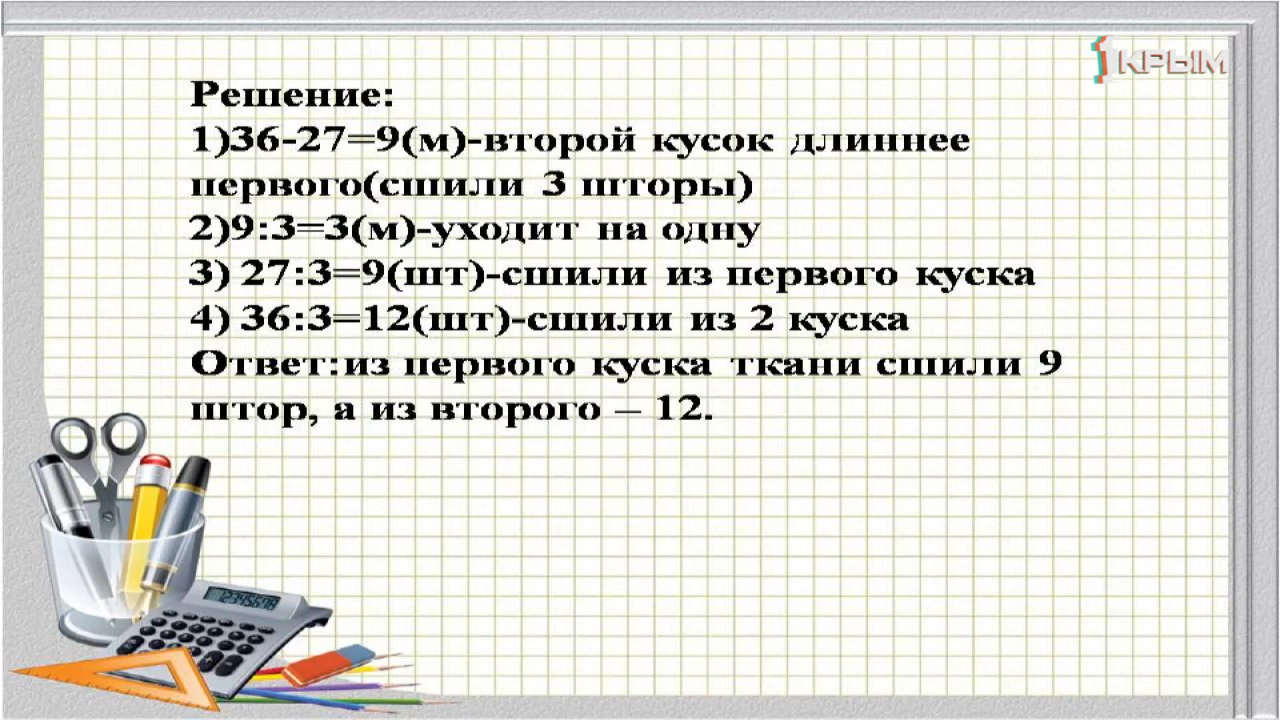 1КРЫМ
Решение:
1)36-27=9(м)-второй кусок длиннее
первого(сшили 3 шторы)
2)9:3=3(м)-уходит на одну
3) 27:3=9(шт)-сшили из первого куска
4) 36:3=12(шт)-сшили из 2 куска
Ответ:из первого куска ткани сшили 9
штор, а из второго – 12.